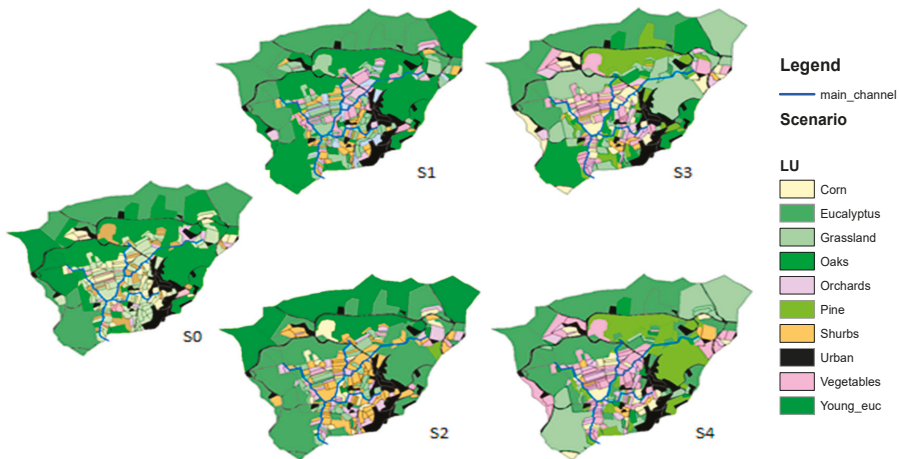 S1
S3
S0
S2
S4
Legend
main_channel
Scenario
LU
Corn
Eucalyptus
Grassland
Oaks
Orchards
Pine
Shurbs
Urban
Vegetables
Young_euc